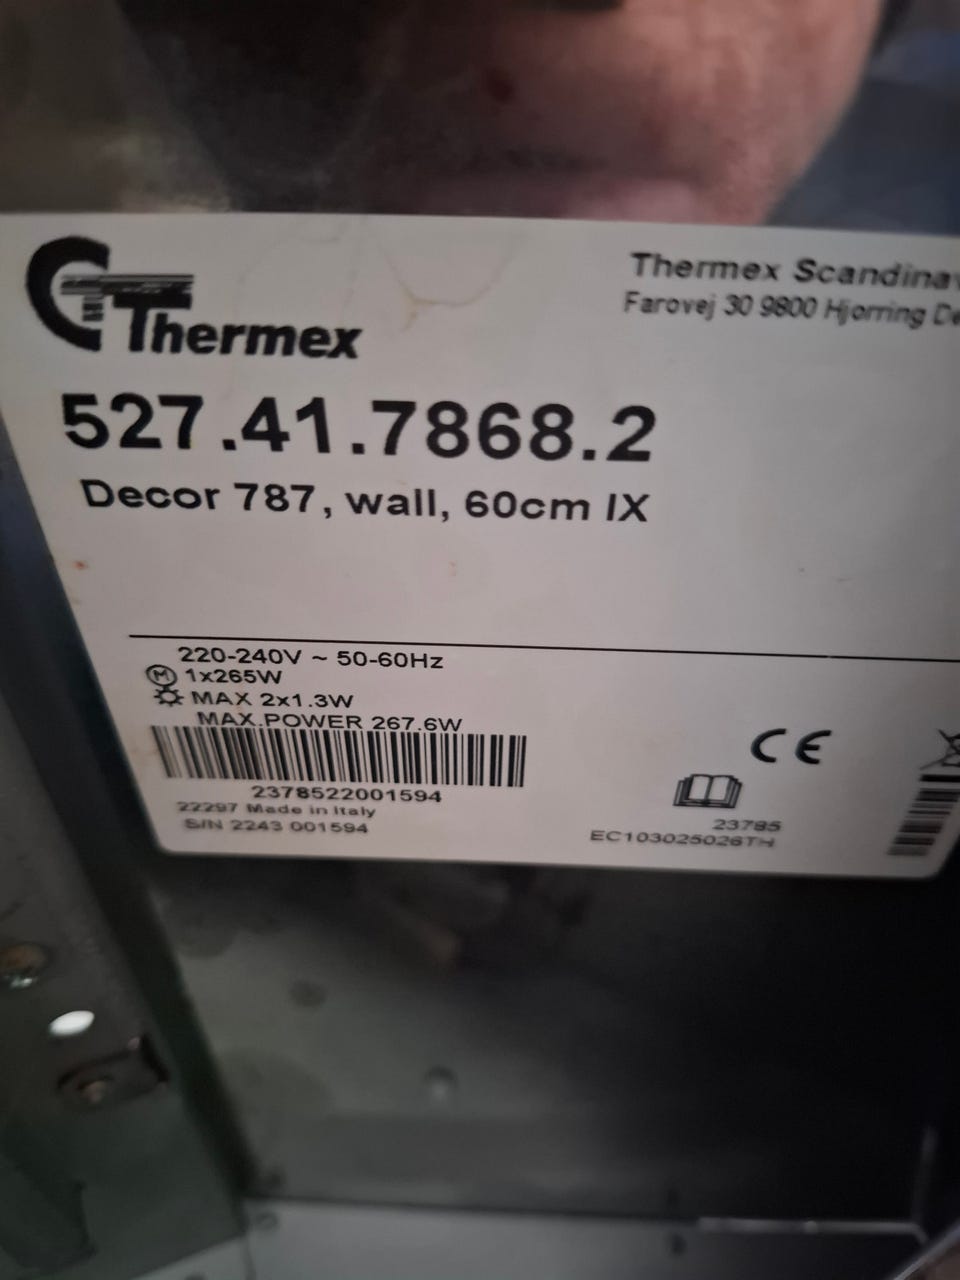 Thermex
Thermex Scandinav
Farovej 30 9800 Hjorring De
527.41.7868.2
Decor 787, wall, 60cm IX
220-240V ~ 50-60Hz
M 1x265W
MAX 2x1.3W
MAX.POWER 267.6W
2378522001594
22297 Made in Italy
S/N 2243 001594
CE
23785
EC103025026TH